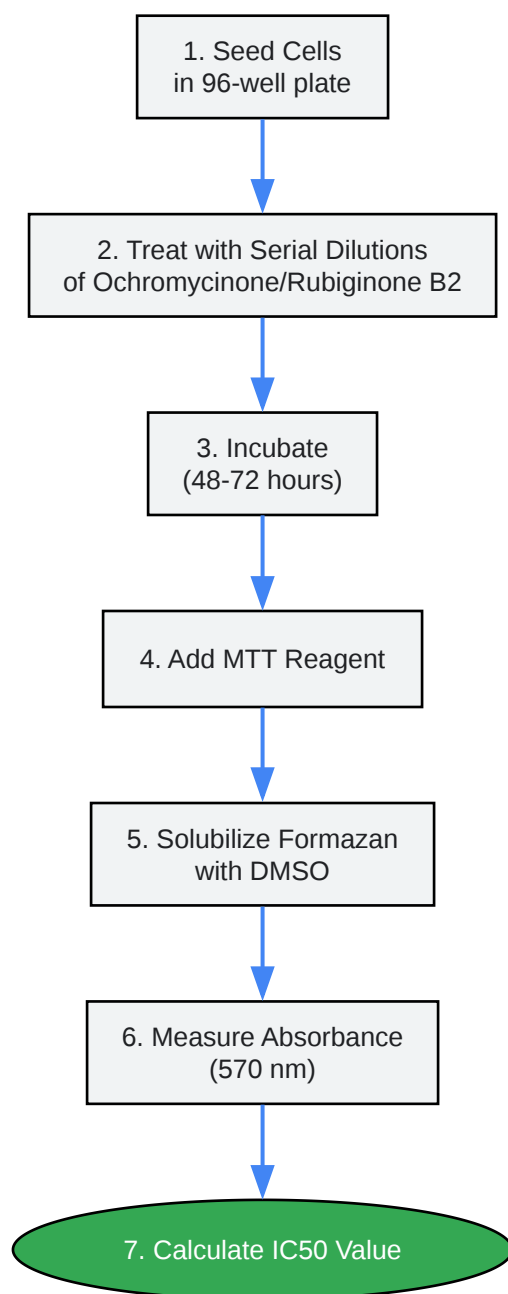 1. Seed Cells
in 96-well plate
2. Treat with Serial Dilutions
of Ochromycinone/Rubiginone B2
3. Incubate
(48-72 hours)
4. Add MTT Reagent
5. Solubilize Formazan
with DMSO
6. Measure Absorbance
(570 nm)
7. Calculate IC50 Value